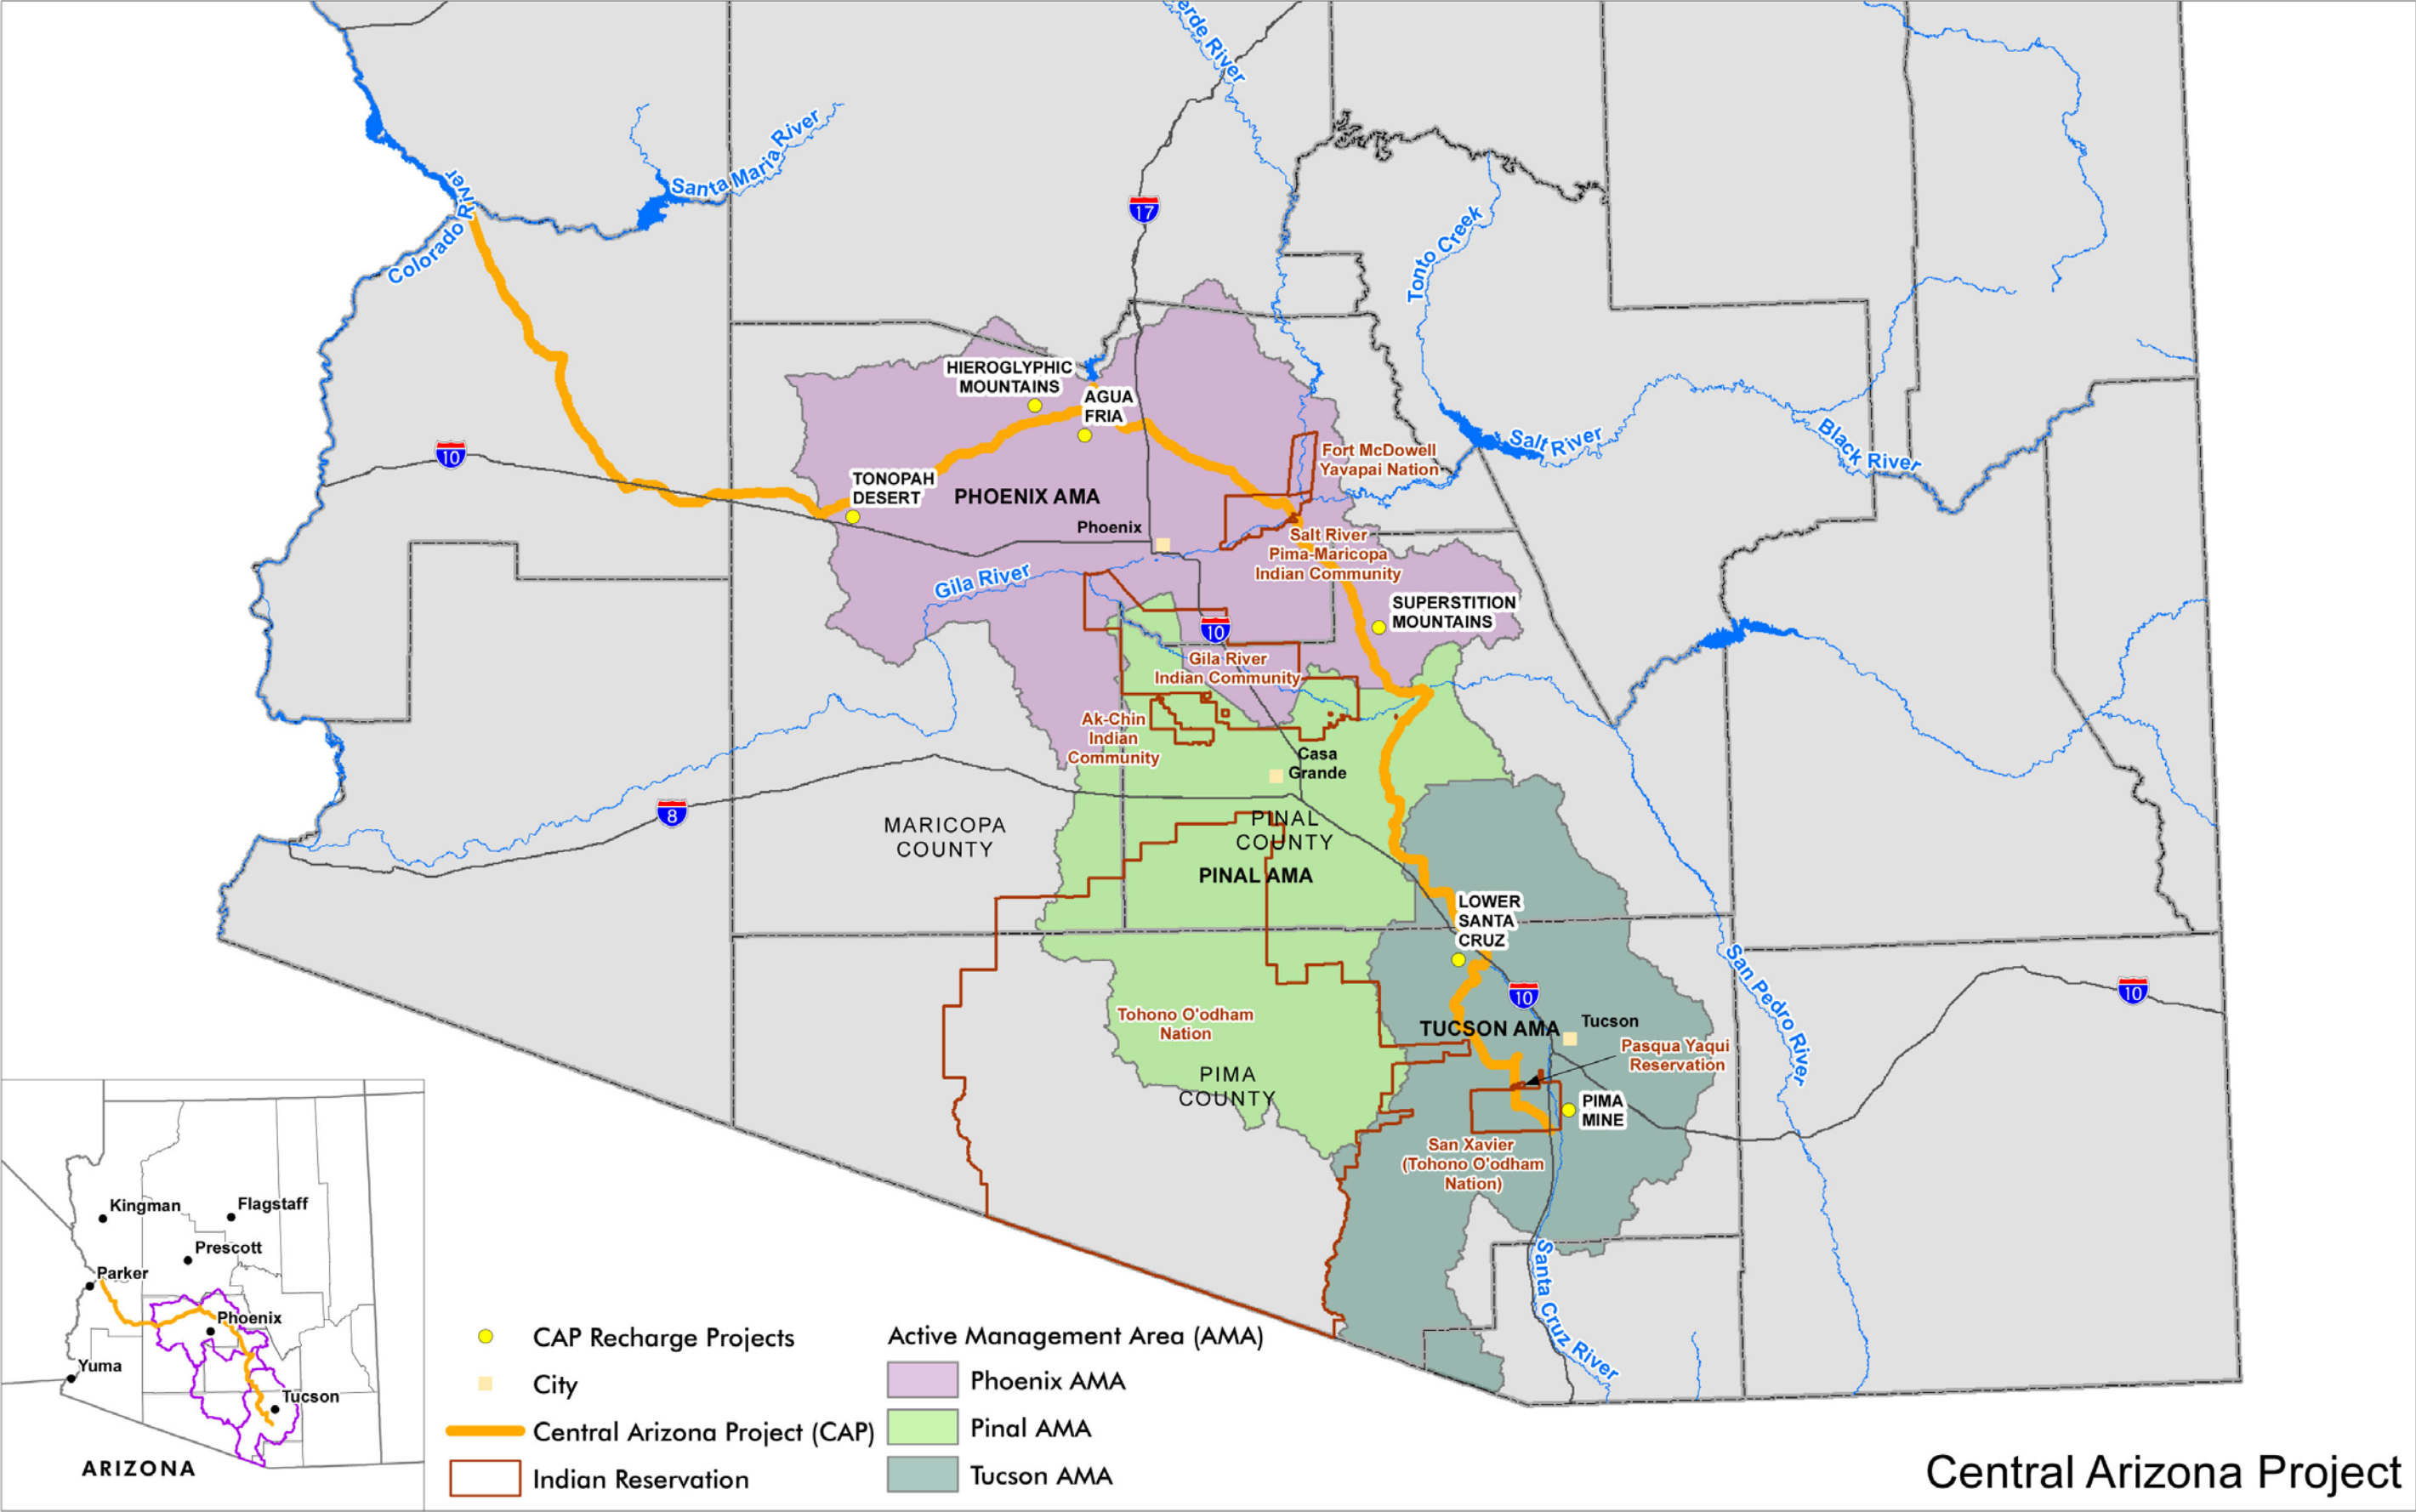 erde River
Santa Maria River
River
Colorado
17
Tonto Creek
HIEROGLYPHIC
MOUNTAINS
AGUA
FRIA
10
Fort McDowell
Yavapai Nation
Salt River
Black River
TONOPAH
DESERT
PHOENIX AMA
Phoenix
Salt River
Pima-Maricopa
Indian Community
Gila River
SUPERSTITION
MOUNTAINS
10
Gila River
Indian Community
Ak-Chin
Indian
Community
Casa
Grande
8
MARICOPA
COUNTY
PINAL
COUNTY
PINAL AMA
LOWER
SANTA
CRUZ
San Pedro River
10
10
Tohono O'odham
Nation
TUCSON AMA
Tucson
Pasqua Yaqui
Reservation
PIMA
COUNTY
PIMA
MINE
San Xavier
(Tohono O'odham
Nation)
Santa Cruz River
Kingman
Flagstaff
Prescott
Parker
Phoenix
Yuma
Tucson
ARIZONA
CAP Recharge Projects
City
Central Arizona Project (CAP)
Indian Reservation
Active Management Area (AMA)
Phoenix AMA
Pinal AMA
Tucson AMA
Central Arizona Project